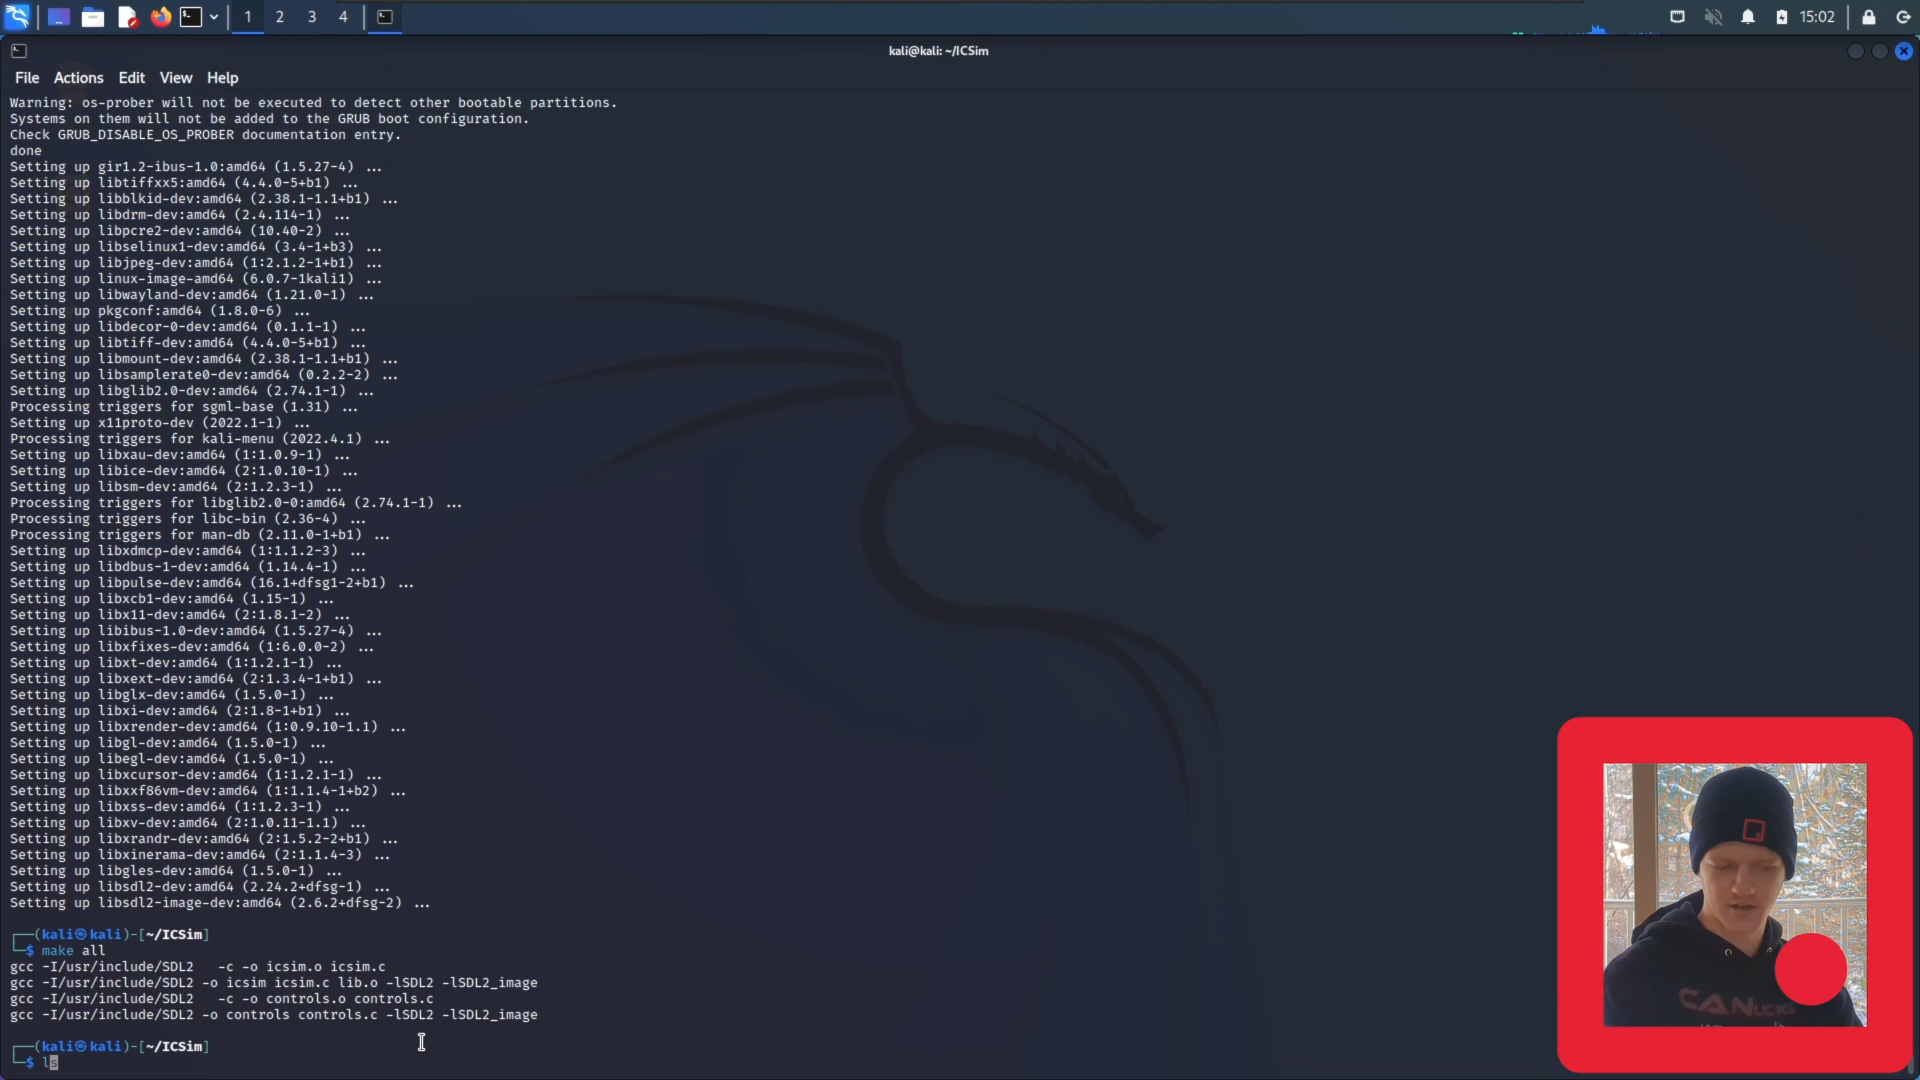 1 2 3 4
15:02
kali@kali: ~/ICSim
File Actions Edit View Help
Warning: os-prober will not be executed to detect other bootable partitions.
Systems on them will not be added to the GRUB boot configuration.
Check GRUB_DISABLE_OS_PROBER documentation entry.
done
Setting up gir1.2-ibus-1.0:amd64 (1.5.27-4) ...
Setting up libtiffxx5:amd64 (4.4.0-5+b1) ...
Setting up libblkid-dev:amd64 (2.38.1-1.1+b1) ...
Setting up libdrm-dev:amd64 (2.4.114-1) ...
Setting up libpcre2-dev:amd64 (10.40-2) ...
Setting up libselinux1-dev:amd64 (3.4-1+b3) ...
Setting up libjpeg-dev:amd64 (1:2.1.2-1+b1) ...
Setting up linux-image-amd64 (6.0.7-1kali1) ...
Setting up libwayland-dev:amd64 (1.21.0-1) ...
Setting up pkgconf:amd64 (1.8.0-6) ...
Setting up libdecor-0-dev:amd64 (0.1.1-1) ...
Setting up libtiff-dev:amd64 (4.4.0-5+b1) ...
Setting up libmount-dev:amd64 (2.38.1-1.1+b1) ...
Setting up libsamplerate0-dev:amd64 (0.2.2-2) ...
Setting up libglib2.0-dev:amd64 (2.74.1-1) ...
Processing triggers for sgml-base (1.31) ...
Setting up x11proto-dev (2022.1-1) ...
Processing triggers for kali-menu (2022.4.1) ...
Setting up libxau-dev:amd64 (1:1.0.9-1) ...
Setting up libice-dev:amd64 (2:1.0.10-1) ...
Setting up libsm-dev:amd64 (2:1.2.3-1) ...
Processing triggers for libglib2.0-0:amd64 (2.74.1-1) ...
Processing triggers for libc-bin (2.36-4) ...
Processing triggers for man-db (2.11.0-1+b1) ...
Setting up libxdmcp-dev:amd64 (1:1.1.2-3) ...
Setting up libdbus-1-dev:amd64 (1.14.4-1) ...
Setting up libpulse-dev:amd64 (16.1+dfsg1-2+b1) ...
Setting up libxcb1-dev:amd64 (1.15-1) ...
Setting up libx11-dev:amd64 (2:1.8.1-2) ...
Setting up libibus-1.0-dev:amd64 (1.5.27-4) ...
Setting up libxfixes-dev:amd64 (1:6.0.0-2) ...
Setting up libxt-dev:amd64 (1:1.2.1-1) ...
Setting up libxext-dev:amd64 (2:1.3.4-1+b1) ...
Setting up libglx-dev:amd64 (1.5.0-1) ...
Setting up libxi-dev:amd64 (2:1.8-1+b1) ...
Setting up libxrender-dev:amd64 (1:0.9.10-1.1) ...
Setting up libgl-dev:amd64 (1.5.0-1) ...
Setting up libegl-dev:amd64 (1.5.0-1) ...
Setting up libxcursor-dev:amd64 (1:1.2.1-1) ...
Setting up libxxf86vm-dev:amd64 (1:1.1.4-1+b2) ...
Setting up libxss-dev:amd64 (1:1.2.3-1) ...
Setting up libxv-dev:amd64 (2:1.0.11-1.1) ...
Setting up libxrandr-dev:amd64 (2:1.5.2-2+b1) ...
Setting up libxinerama-dev:amd64 (2:1.1.4-3) ...
Setting up libgles-dev:amd64 (1.5.0-1) ...
Setting up libsdl2-dev:amd64 (2.24.2+dfsg-1) ...
Setting up libsdl2-image-dev:amd64 (2.6.2+dfsg-2) ...
┌──(kali㉿kali)-[~/ICSim]
└─$ make all
gcc -I/usr/include/SDL2   -c -o icsim.o icsim.c
gcc -I/usr/include/SDL2 -o icsim icsim.c lib.o -lSDL2 -lSDL2_image
gcc -I/usr/include/SDL2   -c -o controls.o controls.c
gcc -I/usr/include/SDL2 -o controls controls.c -lSDL2 -lSDL2_image
┌──(kali㉿kali)-[~/ICSim]
└─$ ls
CANucks